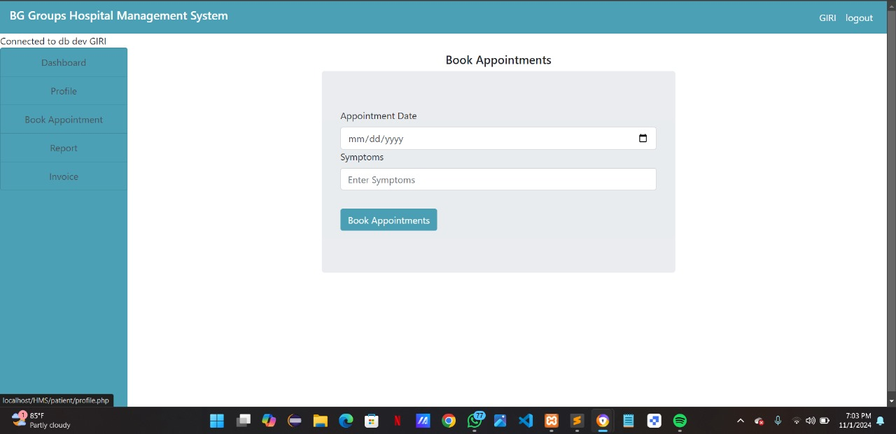 BG Groups Hospital Management System
GIRI logout
Connected to db dev GIRI
Dashboard
Profile
Book Appointment
Report
Invoice
Book Appointments
Appointment Date
mm/dd/yyyy
Symptoms
Enter Symptoms
Book Appointments
localhost/HMS/patient/profile.php
1
85°F
Partly cloudy
77
7:03 PM
11/1/2024